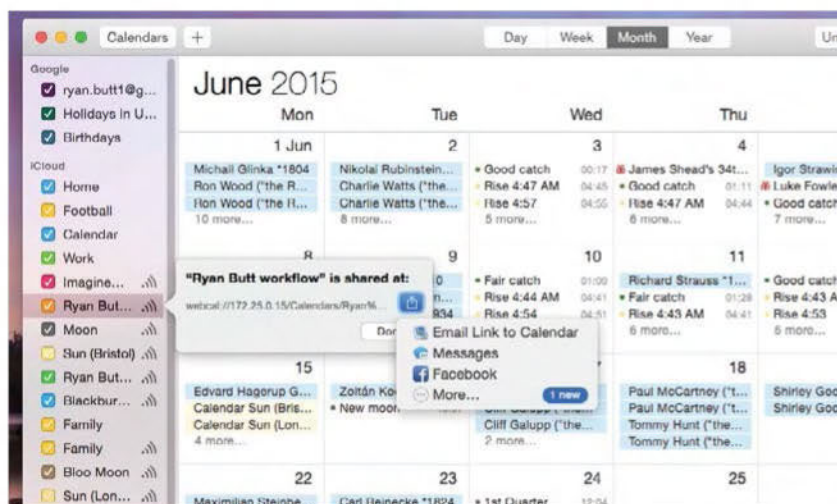 Calendars + Day Week Month Year
Google
ryan.butt1@g...
Holidays in U...
Birthdays
iCloud
Home
Football
Calendar
Work
Imagine...
Ryan But...
Moon
Sun (Bristol)
Ryan But...
Blackbur...
Family
Family
Bloo Moon
Sun (Lon...
June 2015
Mon Tue Wed Thu
1 Jun 2 3 4
Michail Glinka *1804 Nikolai Rubinstein... • Good catch 00:17 James Shead's 34t... Igor Strawin
Ron Wood ("the R... Charlie Watts ("the... Rise 4:47 AM 04:45 • Good catch 01:11 Luke Fowle
Ron Wood ("the R... Charlie Watts ("the... Rise 4:57 04:55 Rise 4:47 AM 04:44 • Good catch
10 more... 8 more... 5 more... 6 more... 7 more...
8 9 10 11
• Fair catch 01:00 Richard Strauss *1... • Good catch
Rise 4:44 AM 04:41 • Fair catch 01:28 Rise 4:43 A
934 Rise 4:54 04:51 Rise 4:43 AM 04:41 Rise 4:53
6 more... 5 more...
"Ryan Butt workflow" is shared at:
webcal://172.25.0.15/Calendars/Ryan%...
Email Link to Calendar
Messages
Facebook
More... 1 new
15 18
Edvard Hagerup G... Paul McCartney ("t... Shirley Goo
Calendar Sun (Bris... • New moon Cliff Galupp ("the... Paul McCartney ("t... Shirley Goo
Calendar Sun (Lon... Cliff Galupp ("the... Tommy Hunt ("the...
4 more... 2 more... Tommy Hunt ("the...
22 23 24 25
Carl Reinecke *1824 • 1st Quarter 12:04